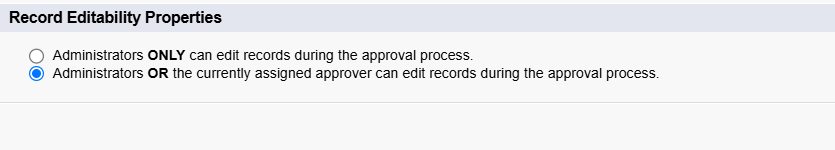 Record Editability Properties
Administrators ONLY can edit records during the approval process.
Administrators OR the currently assigned approver can edit records during the approval process.